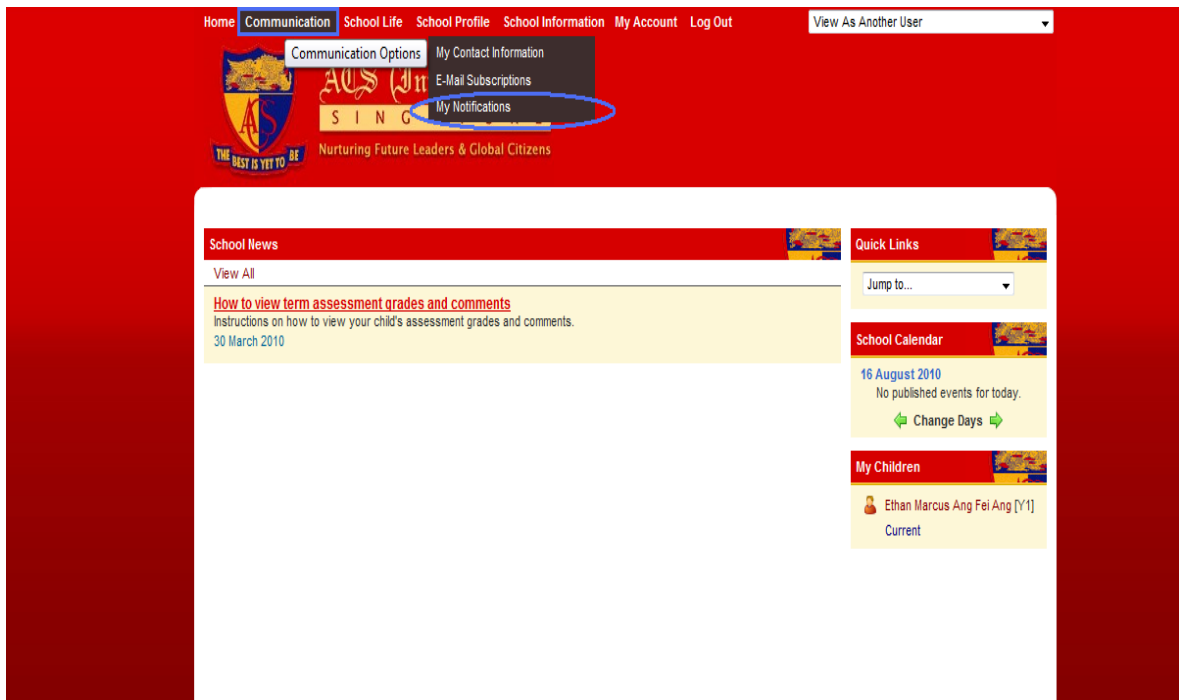 Home Communication School Life School Profile School Information My Account Log Out View As Another User
Communication Options
My Contact Information
E-Mail Subscriptions
My Notifications
ACS (In
S I N G
Nurturing Future Leaders & Global Citizens
ACS
THE BEST IS YET TO BE
School News
View All
How to view term assessment grades and comments
Instructions on how to view your child's assessment grades and comments.
30 March 2010
Quick Links
Jump to...
School Calendar
16 August 2010
No published events for today.
Change Days
My Children
Ethan Marcus Ang Fei Ang [Y1]
Current